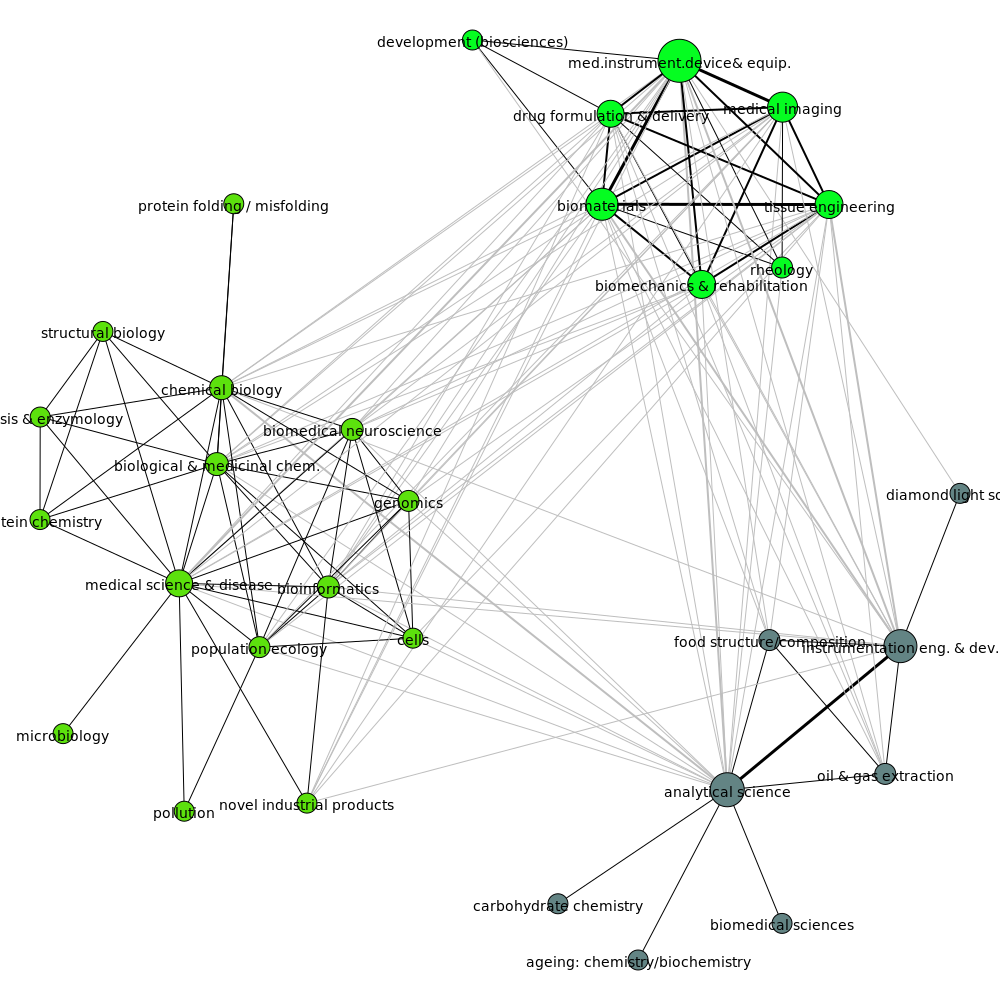 development (biosciences)
med.instrument.device& equip.
medical imaging
drug formulation & delivery
biomaterials
tissue engineering
protein folding / misfolding
rheology
biomechanics & rehabilitation
structural biology
chemical biology
sis & enzymology
biomedical neuroscience
biological & medicinal chem.
diamond light sc
genomics
tein chemistry
medical science & disease
bioinformatics
food structure/composition
cells
instrumentation eng. & dev.
population ecology
microbiology
oil & gas extraction
analytical science
novel industrial products
pollution
carbohydrate chemistry
biomedical sciences
ageing: chemistry/biochemistry